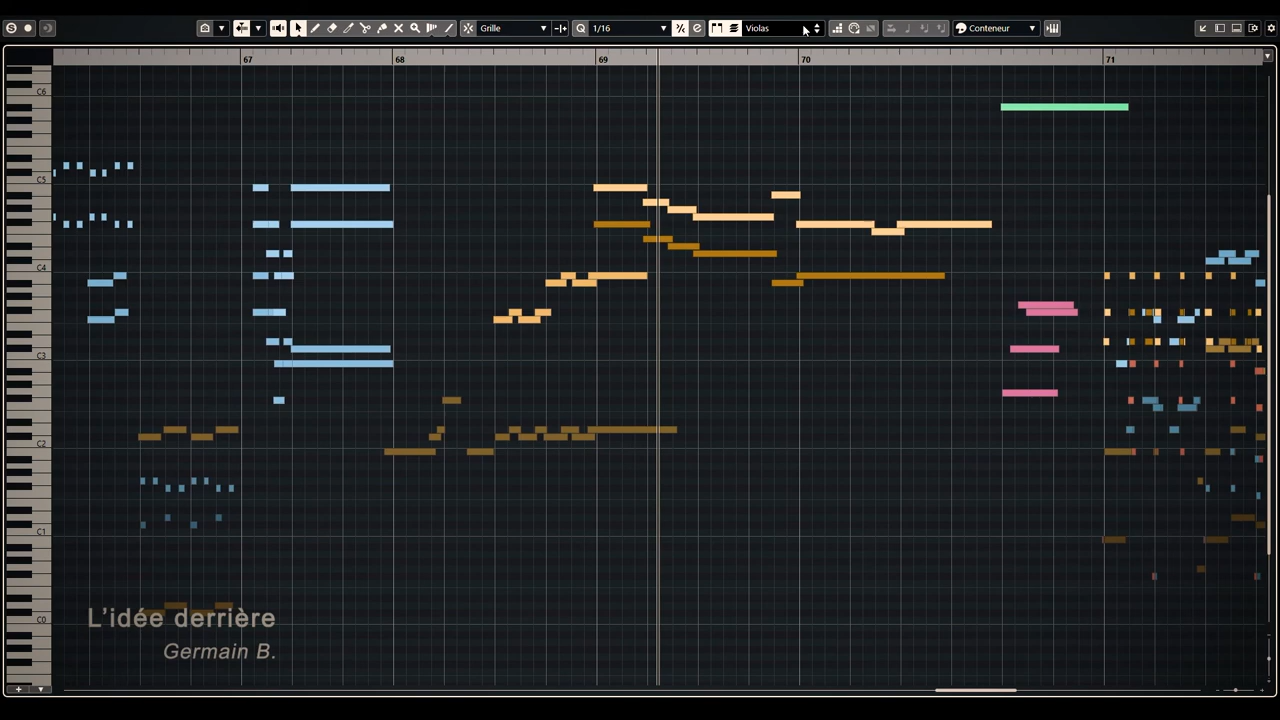 Grille
1/16
Violas
Conteneur
67 68 69 70 71
C6
C5
C4
C3
C2
C1
C0
L'idée derrière
Germain B.